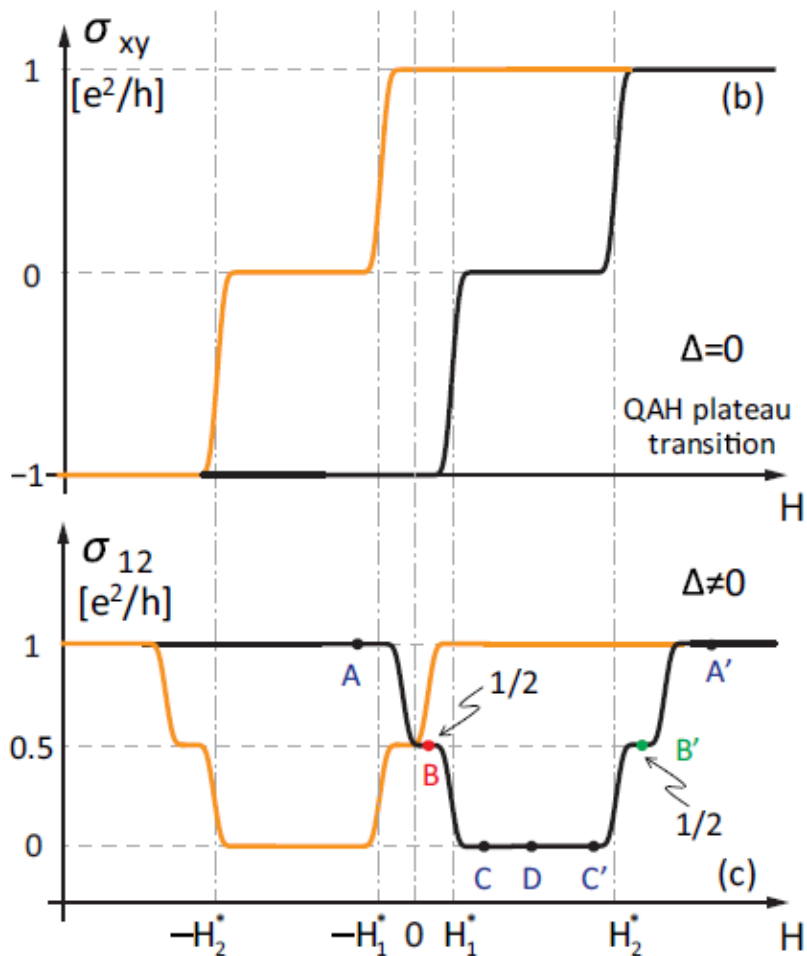 σ xy
[e²/h]
1
(b)
0
Δ=0
QAH plateau
transition
−1
H
σ 12
[e²/h]
Δ≠0
1
A
A′
1/2
0.5
B
B′
1/2
0
C D C′
(c)
−H₂* −H₁* 0 H₁* H₂* H